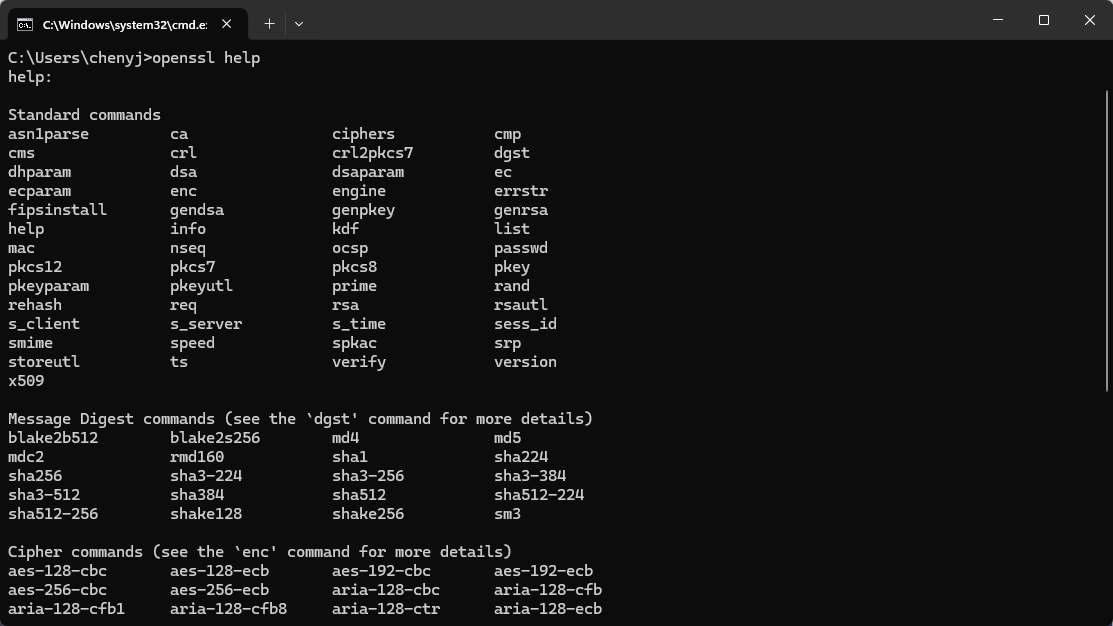 C:\Windows\system32\cmd.e:
C:\Users\chenyj>openssl help
help:
Standard commands
asn1parse ca ciphers cmp
cms crl crl2pkcs7 dgst
dhparam dsa dsaparam ec
ecparam enc engine errstr
fipsinstall gendsa genpkey genrsa
help info kdf list
mac nseq ocsp passwd
pkcs12 pkcs7 pkcs8 pkey
pkeyparam pkeyutl prime rand
rehash req rsa rsautl
s_client s_server s_time sess_id
smime speed spkac srp
storeutl ts verify version
x509
Message Digest commands (see the `dgst' command for more details)
blake2b512 blake2s256 md4 md5
mdc2 rmd160 sha1 sha224
sha256 sha3-224 sha3-256 sha3-384
sha3-512 sha384 sha512 sha512-224
sha512-256 shake128 shake256 sm3
Cipher commands (see the `enc' command for more details)
aes-128-cbc aes-128-ecb aes-192-cbc aes-192-ecb
aes-256-cbc aes-256-ecb aria-128-cbc aria-128-cfb
aria-128-cfb1 aria-128-cfb8 aria-128-ctr aria-128-ecb